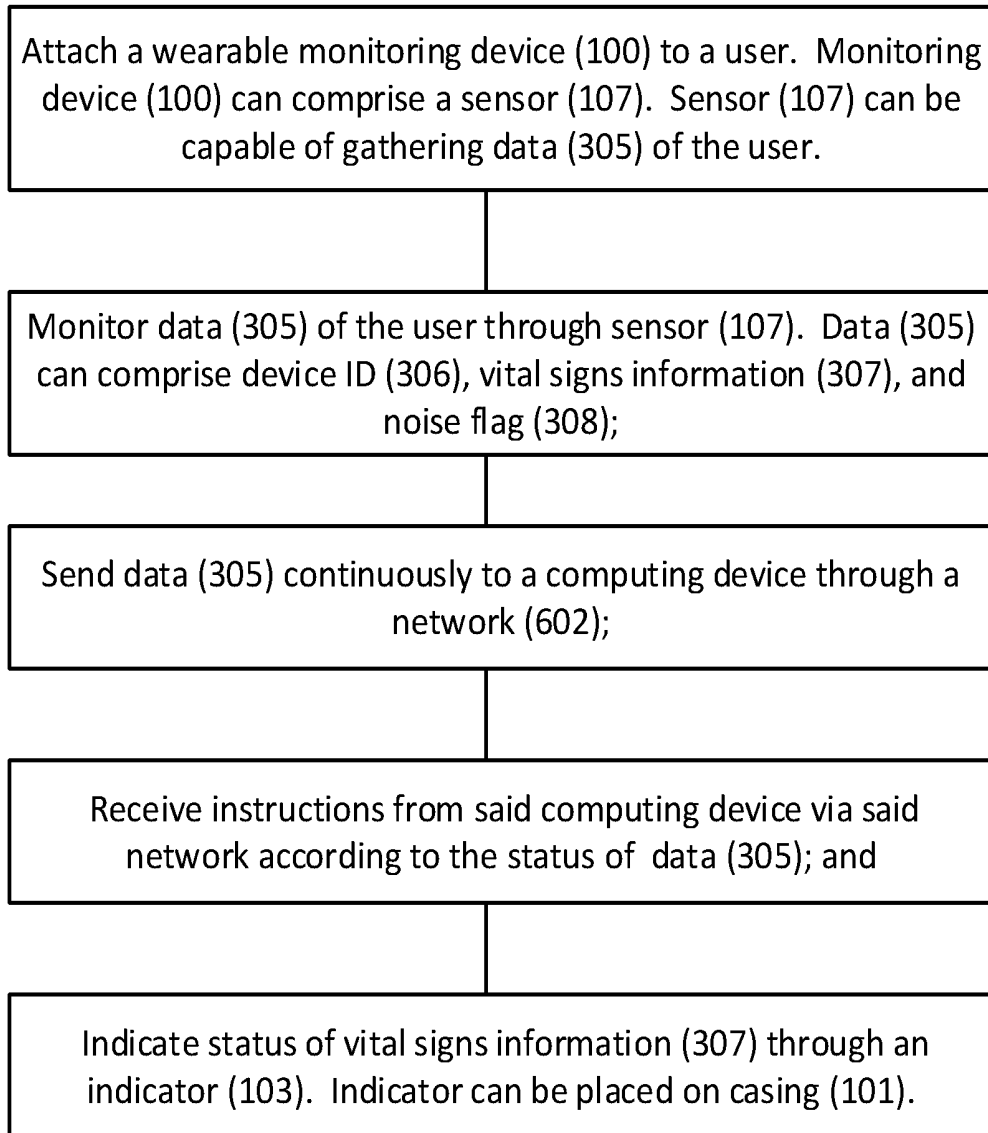 Attach a wearable monitoring device (100) to a user.  Monitoring
device (100) can comprise a sensor (107).  Sensor (107) can be
capable of gathering data (305) of the user.
Monitor data (305) of the user through sensor (107).  Data (305)
can comprise device ID (306), vital signs information (307), and
noise flag (308);
Send data (305) continuously to a computing device through a
network (602);
Receive instructions from said computing device via said
network according to the status of  data (305); and
Indicate status of vital signs information (307) through an
indicator (103).  Indicator can be placed on casing (101).